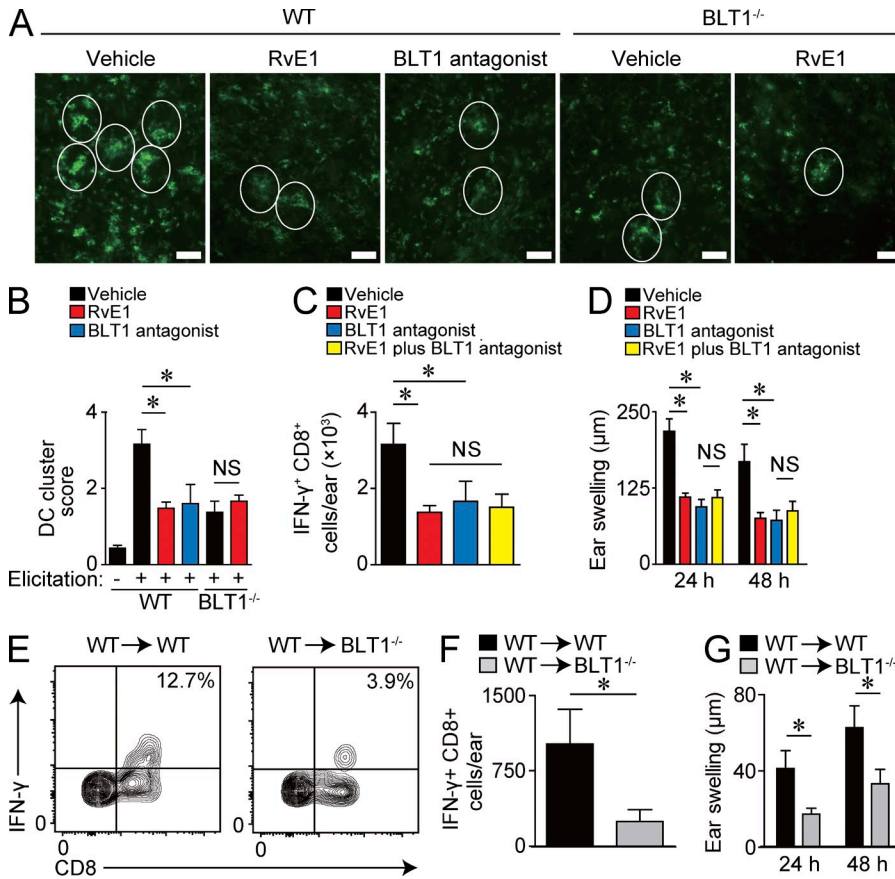 A
WT
BLT1-/-
Vehicle
RvE1
BLT1 antagonist
Vehicle
RvE1
B
Vehicle
RvE1
BLT1 antagonist
DC cluster
score
4
2
0
*
*
NS
Elicitation: - + + + + +
WT
BLT1-/-
C
Vehicle
RvE1
BLT1 antagonist
RvE1 plus BLT1 antagonist
IFN-γ+ CD8+
cells/ear (×10³)
4
2
0
*
*
NS
D
Vehicle
RvE1
BLT1 antagonist
RvE1 plus BLT1 antagonist
Ear swelling (μm)
250
125
0
*
*
NS
*
*
NS
24 h
48 h
E
WT → WT
WT → BLT1-/-
12.7%
3.9%
IFN-γ
0
0
0
0
CD8
F
WT → WT
WT → BLT1-/-
IFN-γ+ CD8+
cells/ear
1500
750
0
*
G
WT → WT
WT → BLT1-/-
Ear swelling (μm)
80
40
0
*
*
24 h
48 h